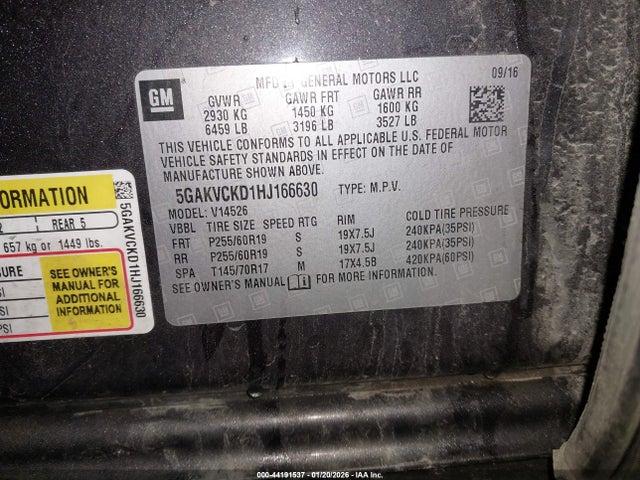 GM
MFD BY GENERAL MOTORS LLC
09/16
GVWR GAWR FRT GAWR RR
2930 KG 1450 KG 1600 KG
6459 LB 3196 LB 3527 LB
THIS VEHICLE CONFORMS TO ALL APPLICABLE U.S. FEDERAL MOTOR
VEHICLE SAFETY STANDARDS IN EFFECT ON THE DATE OF
MANUFACTURE SHOWN ABOVE.
5GAKVCKD1HJ166630 TYPE: M.P.V.
MODEL: V14526
VBBL TIRE SIZE SPEED RTG RIM COLD TIRE PRESSURE
FRT P255/60R19 S 19X7.5J 240KPA(35PSI)
RR P255/60R19 S 19X7.5J 240KPA(35PSI)
SPA T145/70R17 M 17X4.5B 420KPA(60PSI)
SEE OWNER'S MANUAL FOR MORE INFORMATION.
ORMATION
2 REAR 5
657 kg or 1449 lbs.
SURE
SI
SI
PSI
SEE OWNER'S
MANUAL FOR
ADDITIONAL
INFORMATION
5GAKVCKD1HJ166630
000-44191537 - 01/20/2026 - IAA Inc.